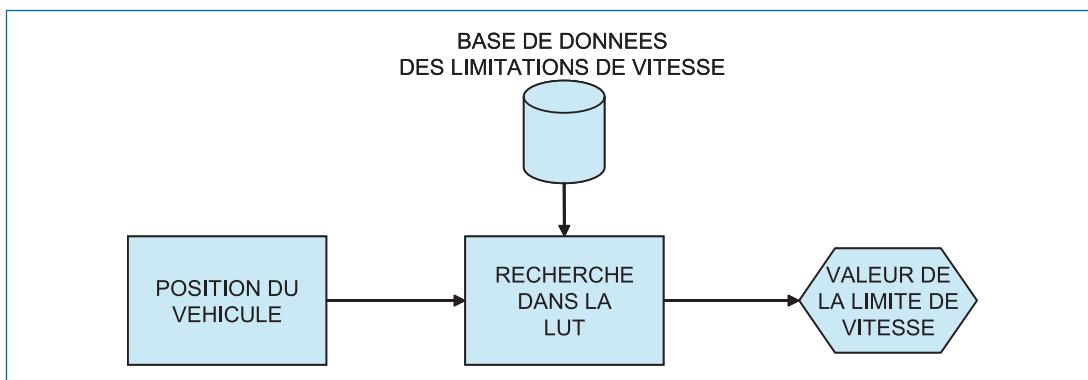 BASE DE DONNEES
DES LIMITATIONS DE VITESSE
POSITION DU
VEHICULE
RECHERCHE
DANS LA
LUT
VALEUR DE
LA LIMITE DE
VITESSE